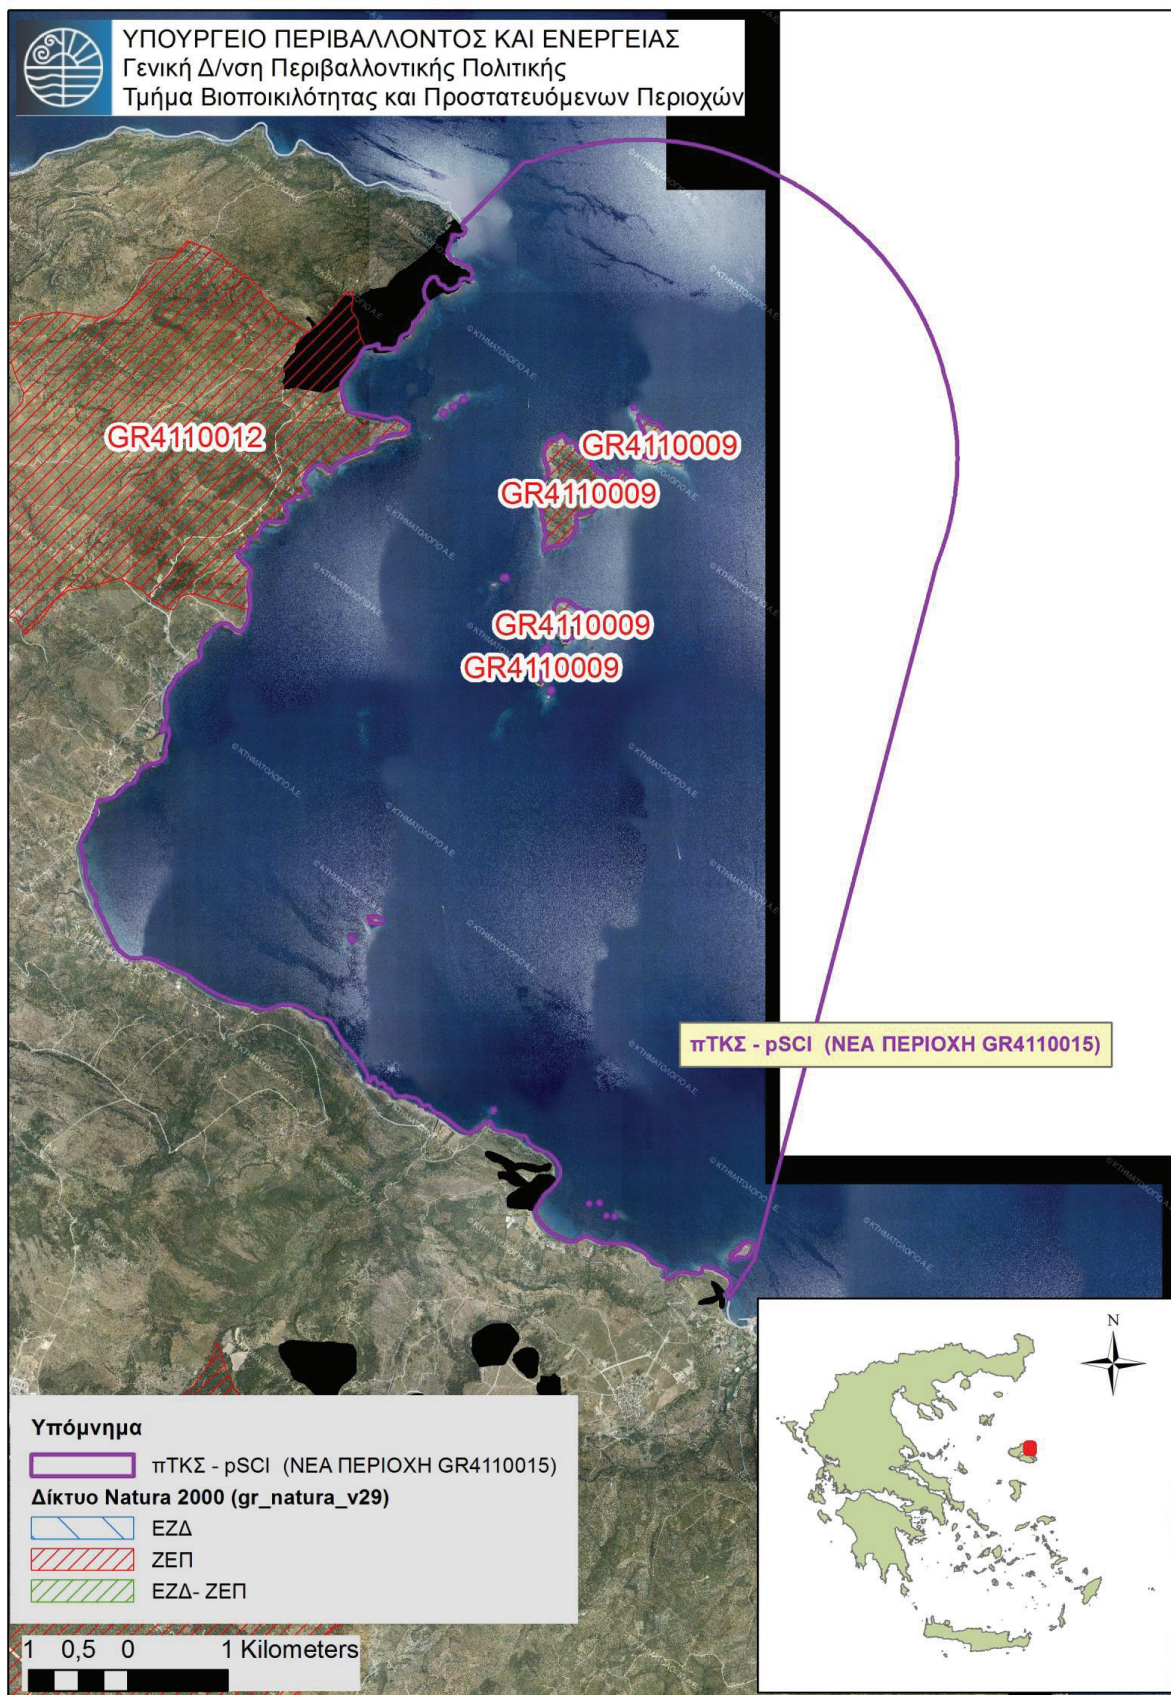 ΥΠΟΥΡΓΕΙΟ ΠΕΡΙΒΑΛΛΟΝΤΟΣ ΚΑΙ ΕΝΕΡΓΕΙΑΣ
Γενική Δ/νση Περιβαλλοντικής Πολιτικής
Τμήμα Βιοποικιλότητας και Προστατευόμενων Περιοχών
© ΚΤΗΜΑΤΟΛΟΓΙΟ Α.Ε.
GR4110012
GR4110009
GR4110009
GR4110009
GR4110009
πΤΚΣ - pSCI (ΝΕΑ ΠΕΡΙΟΧΗ GR4110015)
Υπόμνημα
πΤΚΣ - pSCI (ΝΕΑ ΠΕΡΙΟΧΗ GR4110015)
Δίκτυο Natura 2000 (gr_natura_v29)
ΕΖΔ
ΖΕΠ
ΕΖΔ- ΖΕΠ
1 0,5 0 1 Kilometers
N